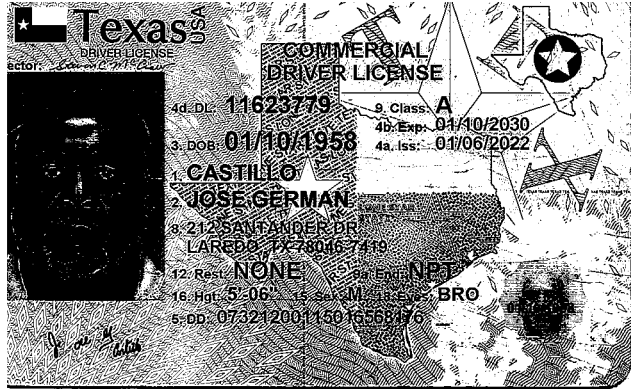 Texas USA
DRIVER LICENSE
COMMERCIAL
DRIVER LICENSE
4d. DL: 11623779 9. Class: A
4b. Exp: 01/10/2030
3. DOB: 01/10/1958 4a. Iss: 01/06/2022
1. CASTILLO
2. JOSE GERMAN
8. 212 SANTANDER DR
LAREDO, TX 78046-7419
12. Rest: NONE 9a. End: NPT
16. Hgt: 5'-06" 15. Sex: M 18. Eyes: BRO
5. DD: 07321200115016568176